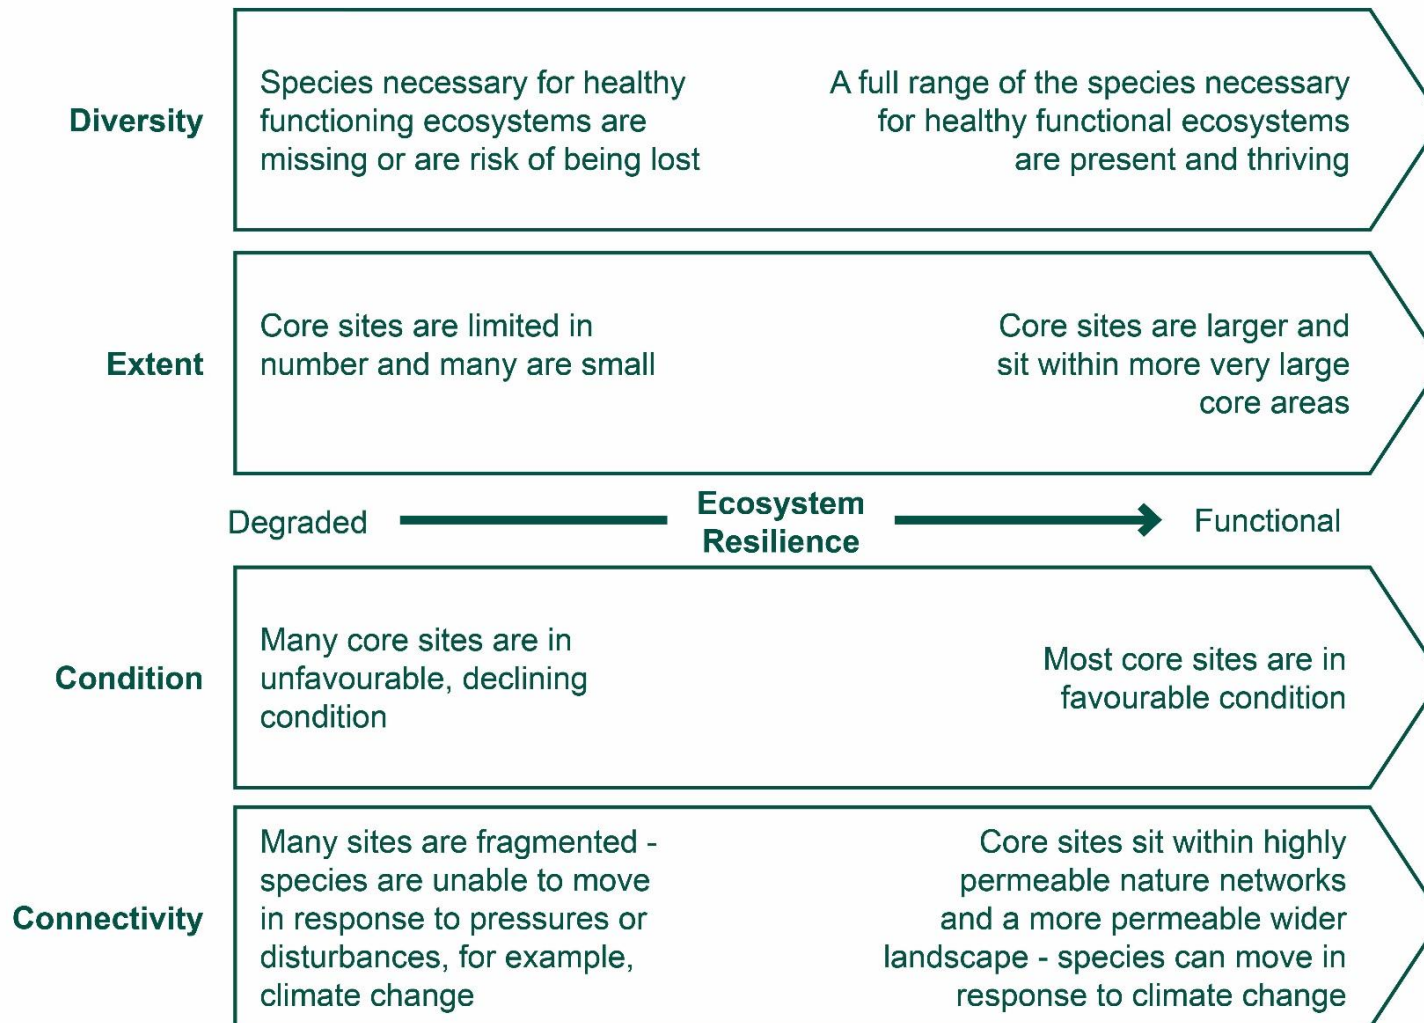 Diversity
Species necessary for healthy
functioning ecosystems are
missing or are risk of being lost
A full range of the species necessary
for healthy functional ecosystems
are present and thriving
Extent
Core sites are limited in
number and many are small
Core sites are larger and
sit within more very large
core areas
Degraded
Ecosystem
Resilience
Functional
Condition
Many core sites are in
unfavourable, declining
condition
Most core sites are in
favourable condition
Connectivity
Many sites are fragmented -
species are unable to move
in response to pressures or
disturbances, for example,
climate change
Core sites sit within highly
permeable nature networks
and a more permeable wider
landscape - species can move in
response to climate change